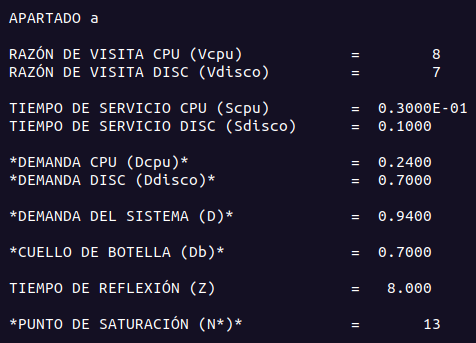 APARTADO a
RAZÓN DE VISITA CPU (Vcpu) = 8
RAZÓN DE VISITA DISC (Vdisco) = 7
TIEMPO DE SERVICIO CPU (Scpu) = 0.3000E-01
TIEMPO DE SERVICIO DISC (Sdisco) = 0.1000
*DEMANDA CPU (Dcpu)* = 0.2400
*DEMANDA DISC (Ddisco)* = 0.7000
*DEMANDA DEL SISTEMA (D)* = 0.9400
*CUELLO DE BOTELLA (Db)* = 0.7000
TIEMPO DE REFLEXIÓN (Z) = 8.000
*PUNTO DE SATURACIÓN (N*)* = 13